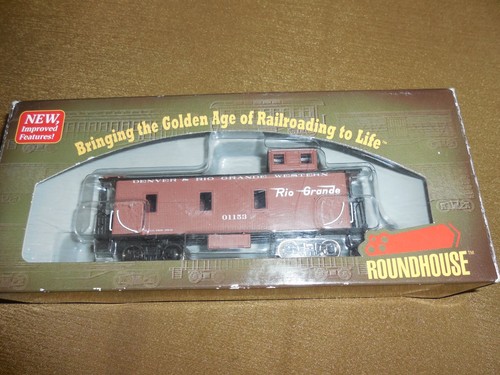 NEW,
Improved
Features!
Bringing the Golden Age of Railroading to Life™
DENVER & RIO GRANDE WESTERN
Rio Grande
01153
ROUNDHOUSE™